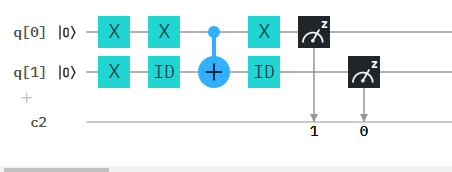 q[0] |0⟩ X X X z
q[1] |0⟩ X ID ID z
+
c2
1 0